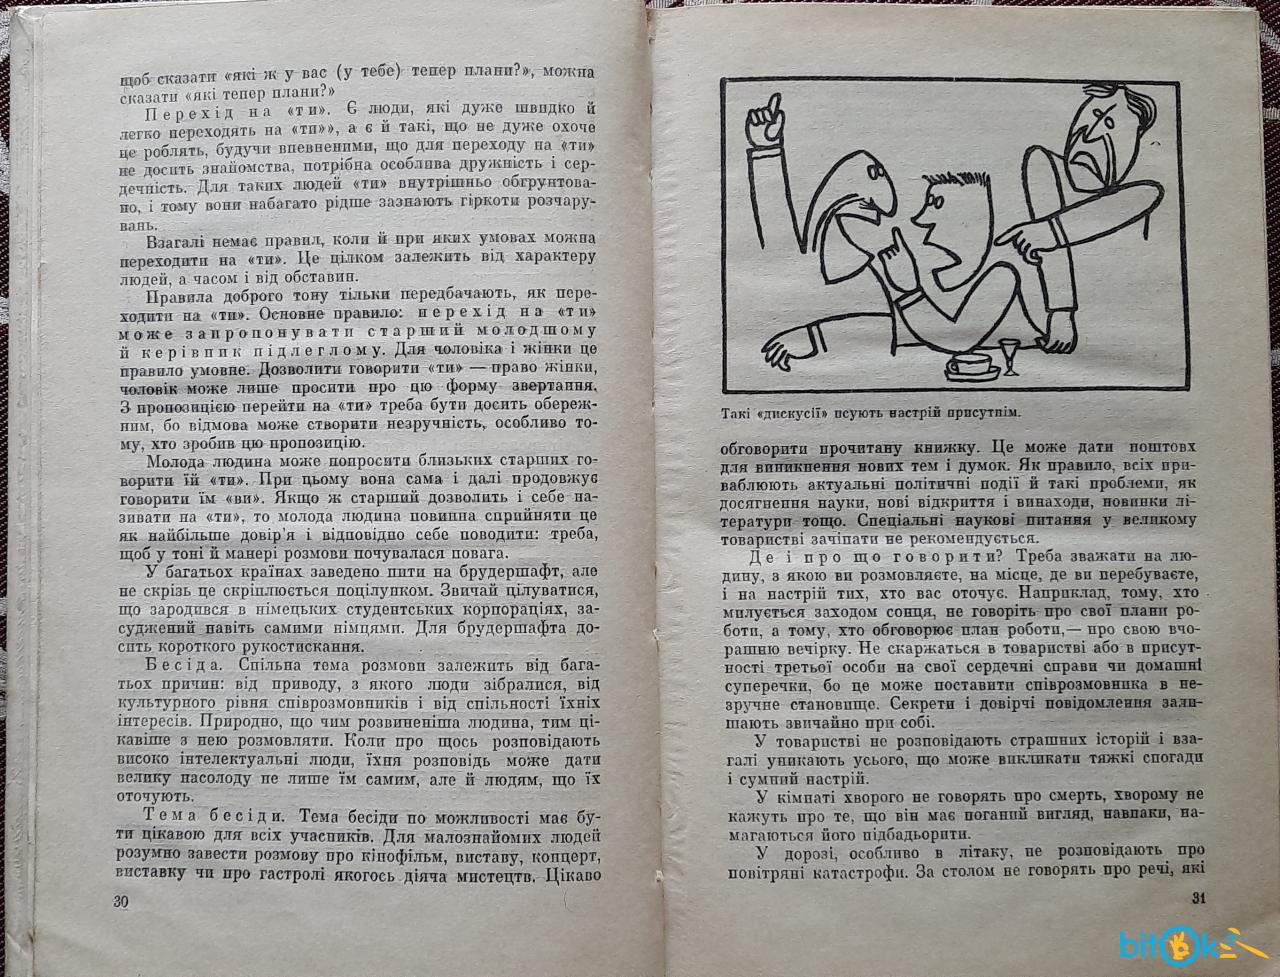 щоб сказати «які ж у вас (у тебе) тепер плани?», можна
сказати «які тепер плани?»
Перехід на «ти». Є люди, які дуже швидко й
легко переходять на «ти»», а є й такі, що не дуже охоче
це роблять, будучи впевненими, що для переходу на «ти»
не досить знайомства, потрібна особлива дружність і сер-
дечність. Для таких людей «ти» внутрішньо обгрунтова-
но, і тому вони набагато рідше зазнають гіркоти розчару-
вань.
Взагалі немає правил, коли й при яких умовах можна
переходити на «ти». Це цілком залежить від характеру
людей, а часом і від обставин.
Правила доброго тону тільки передбачають, як пере-
ходити на «ти». Основне правило: перехід на «ти»
може запропонувати старший молодшому
й керівник підлеглому. Для чоловіка і жінки це
правило умовне. Дозволити говорити «ти» — право жінки,
чоловік може лише просити про цю форму звертання.
З пропозицією перейти на «ти» треба бути досить обереж-
ним, бо відмова може створити незручність, особливо то-
му, хто зробив цю пропозицію.
Молода людина може попросити близьких старших го-
ворити їй «ти». При цьому вона сама і далі продовжує
говорити їм «ви». Якщо ж старший дозволить і себе на-
зивати на «ти», то молода людина повинна сприйняти це
як найбільше довір'я і відповідно себе поводити: треба,
щоб у тоні й манері розмови почувалася повага.
У багатьох країнах заведено пити на брудершафт, але
не скрізь це скріплюється поцілунком. Звичай цілуватися,
що зародився в німецьких студентських корпораціях, за-
суджений навіть самими німцями. Для брудершафта до-
сить короткого рукостискання.
Бесіда. Спільна тема розмови залежить від бага-
тьох причин: від приводу, з якого люди зібралися, від
культурного рівня співрозмовників і від спільності їхніх
інтересів. Природно, що чим розвиненіша людина, тим ці-
кавіше з нею розмовляти. Коли про щось розповідають
високо інтелектуальні люди, їхня розповідь може дати
велику насолоду не лише їм самим, але й людям, що їх
оточують.
Тема бесіди. Тема бесіди по можливості має бу-
ти цікавою для всіх учасників. Для малознайомих людей
розумно завести розмову про кінофільм, виставу, концерт,
виставку чи про гастролі якогось діяча мистецтв. Цікаво
30
Такі «дискусії» псують настрій присутнім.
обговорити прочитану книжку. Це може дати поштовх
для виникнення нових тем і думок. Як правило, всіх при-
ваблюють актуальні політичні події й такі проблеми, як
досягнення науки, нові відкриття і винаходи, новинки лі-
тератури тощо. Спеціальні наукові питання у великому
товаристві зачіпати не рекомендується.
Де і про що говорити? Треба зважати на лю-
дину, з якою ви розмовляєте, на місце, де ви перебуваєте,
і на настрій тих, хто вас оточує. Наприклад, тому, хто
милується заходом сонця, не говоріть про свої плани ро-
боти, а тому, хто обговорює план роботи,— про свою вчо-
рашню вечірку. Не скаржаться в товаристві або в присут-
ності третьої особи на свої сердечні справи чи домашні
суперечки, бо це може поставити співрозмовника в не-
зручне становище. Секрети і довірчі повідомлення зали-
шають звичайно при собі.
У товаристві не розповідають страшних історій і вза-
галі уникають усього, що може викликати тяжкі спогади
і сумний настрій.
У кімнаті хворого не говорять про смерть, хворому не
кажуть про те, що він має поганий вигляд, навпаки, на-
магаються його підбадьорити.
У дорозі, особливо в літаку, не розповідають про
повітряні катастрофи. За столом не говорять про речі, які
31
bitOk